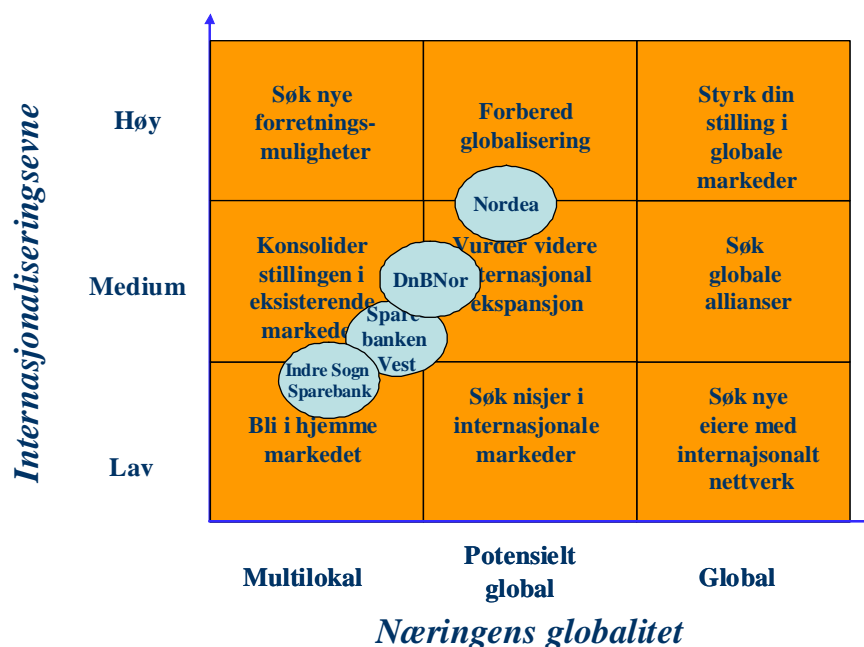 Internasjonaliseringsevne
Høy
Søk nye
forretnings-
muligheter
Forbered
globalisering
Styrk din
stilling i
globale
markeder
Nordea
Medium
Konsolider
stillingen i
eksisterende
Vurder videre
ekspansjon
DnBNor
Søk
globale
allianser
Spare
banken
Vest
Indre Sogn
Sparebank
Lav
Bli i hjemme
markedet
Søk nisjer i
internasjonale
markeder
Søk nye
eiere med
internajsonalt
nettverk
Multilokal
Potensielt
global
Global
Næringens globalitet